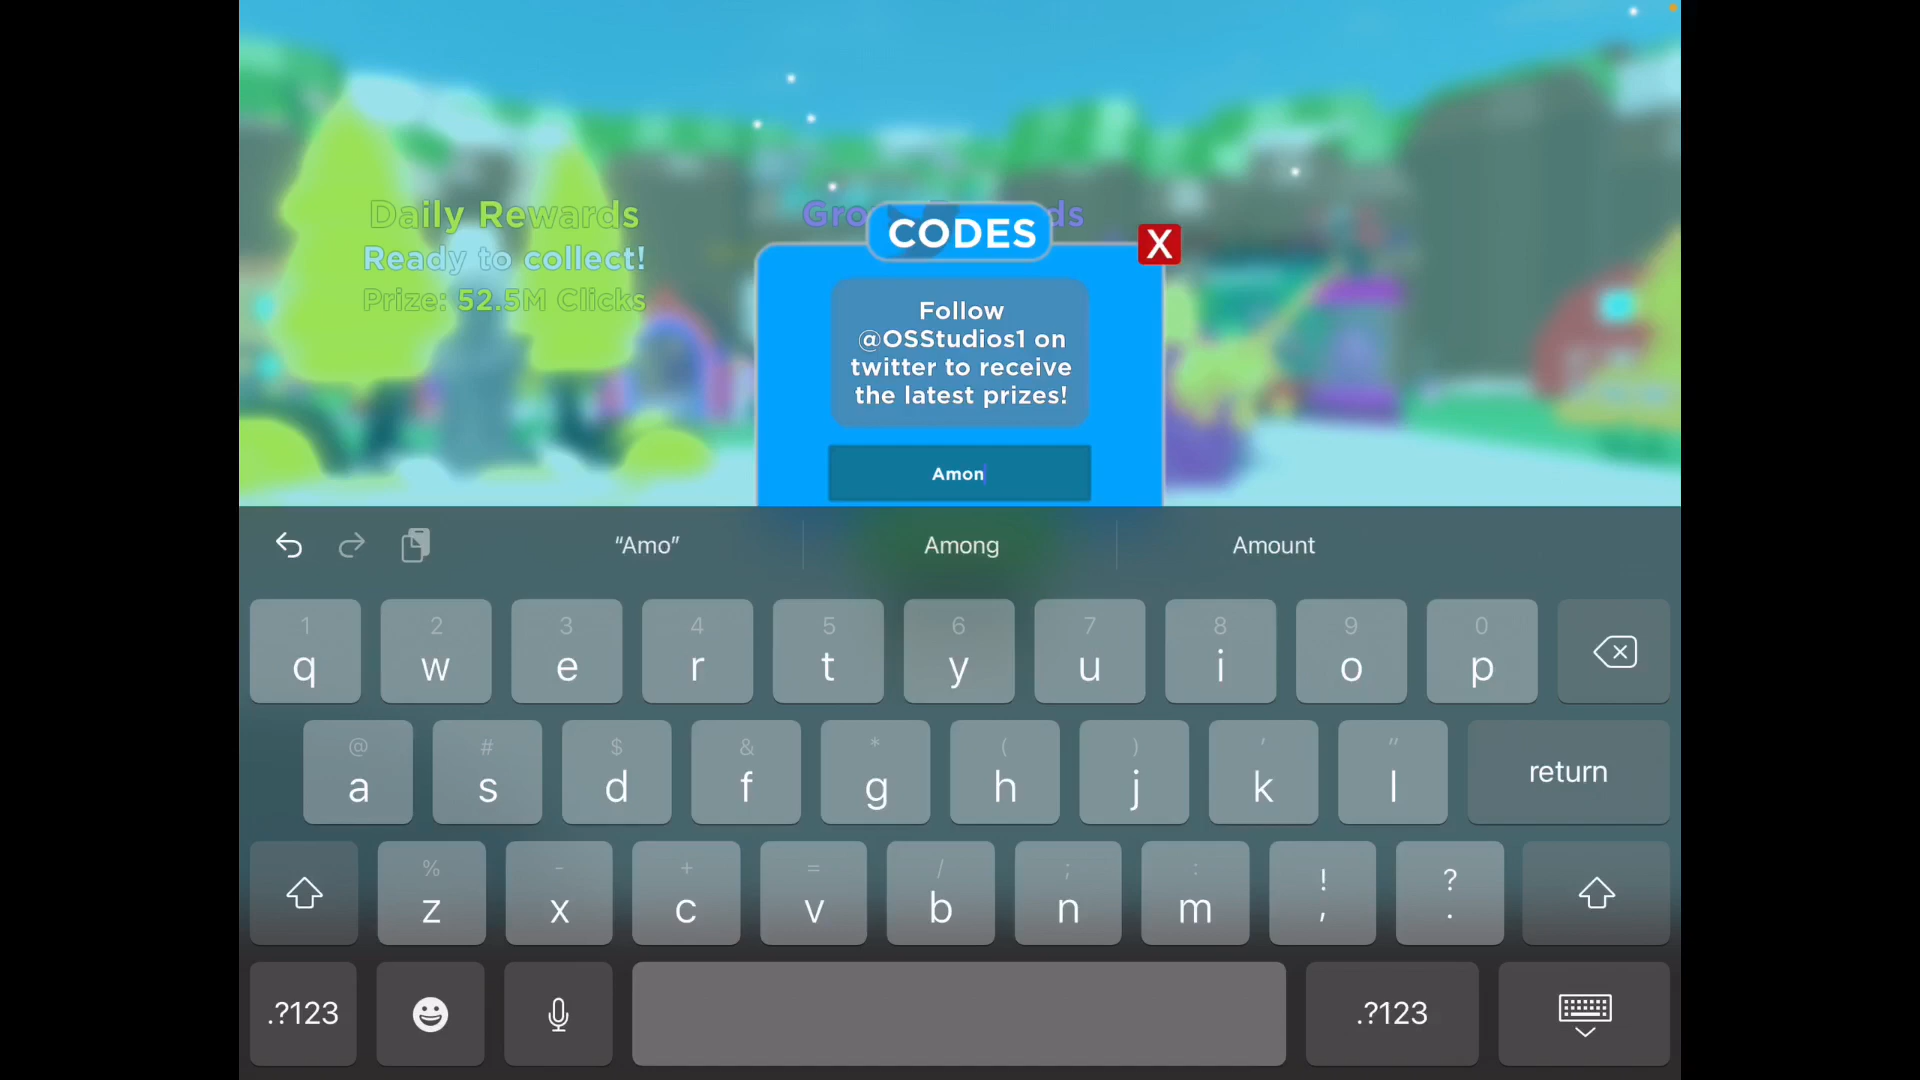 Daily Rewards
Ready to collect!
Prize: 52.5M Clicks
CODES
X
Follow
@OSStudios1 on
twitter to receive
the latest prizes!
Amon
“Amo” Among Amount
1 2 3 4 5 6 7 8 9 0
q w e r t y u i o p
@ # $ & * ( ) ' "
a s d f g h j k l return
% - + = / ; : ! ?
z x c v b n m , .
.?123 .?123